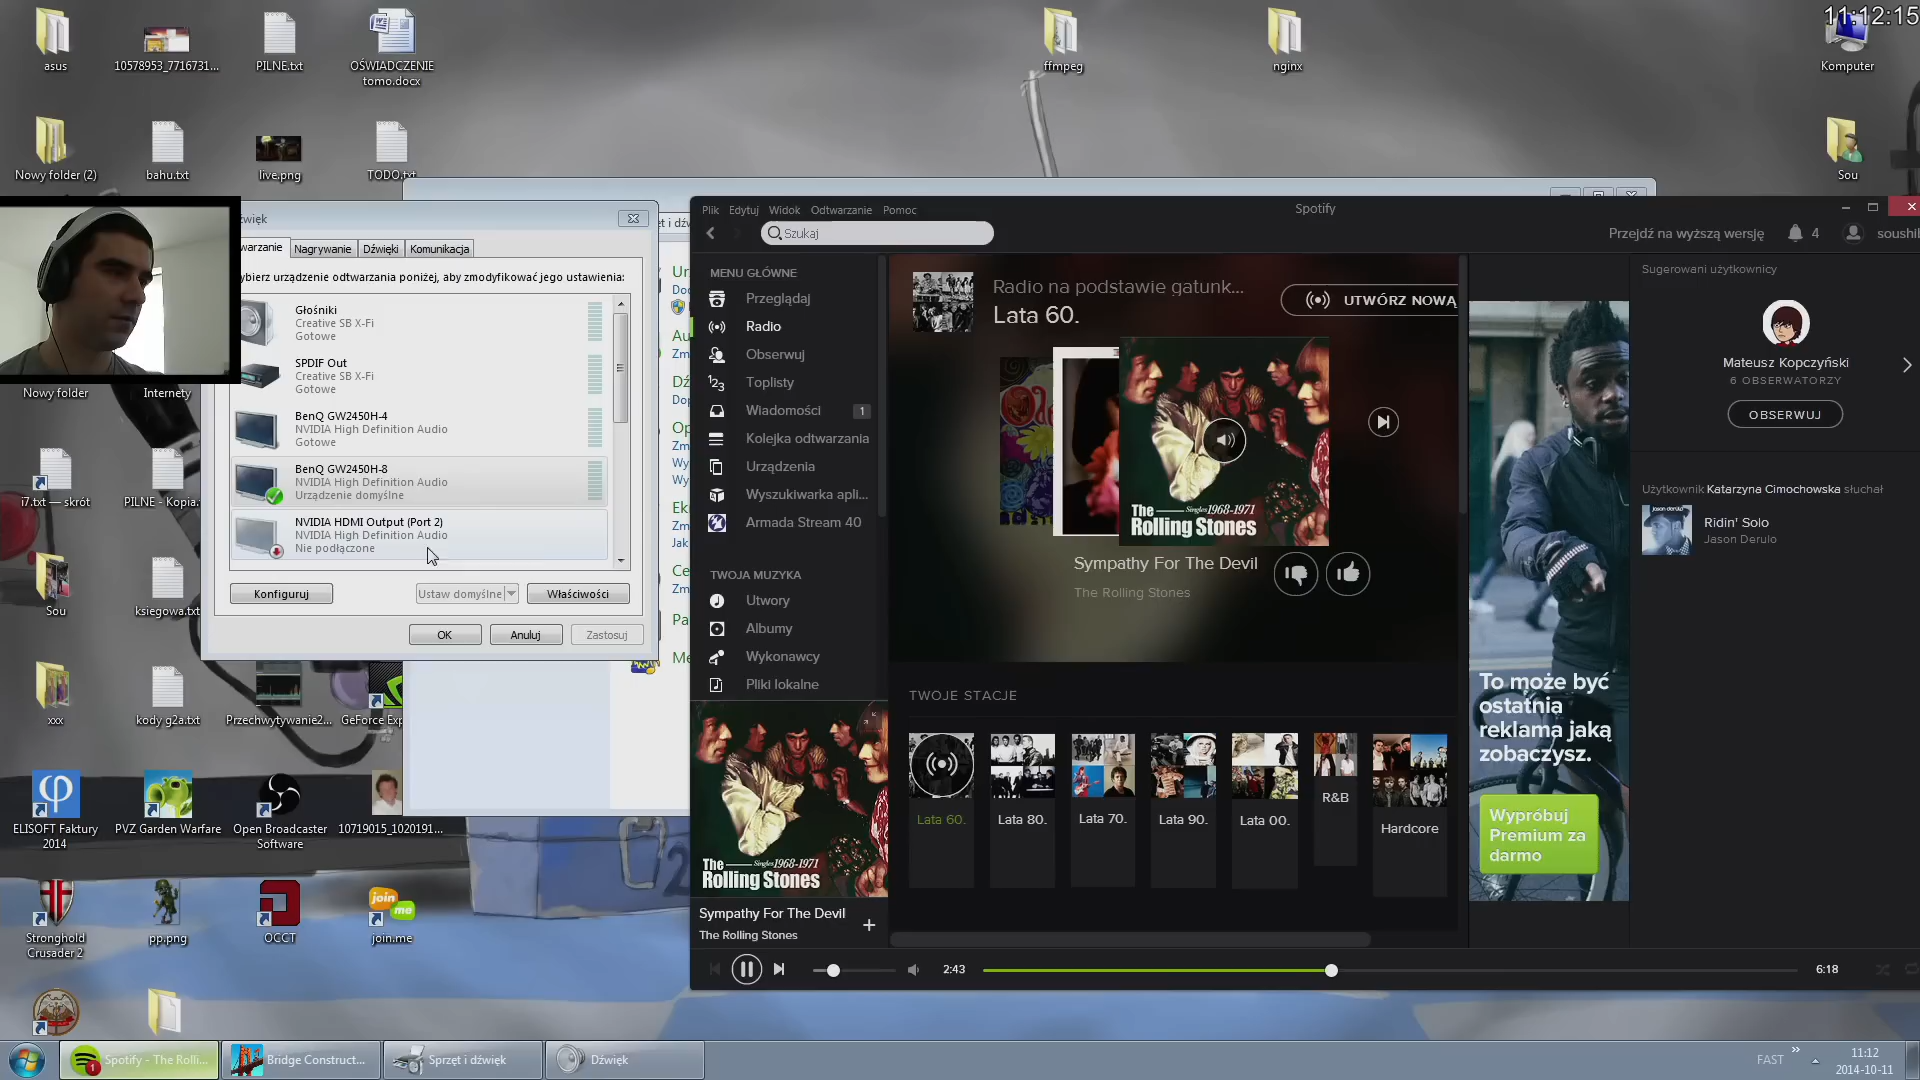 asus
10578953_7716731...
PILNE.txt
OŚWIADCZENIE
tomo.docx
ffmpeg
nginx
11:12:15
Komputer
Nowy folder (2)
bahu.txt
live.png
TODO.txt
Sou
Nowy folder
Internety
i7.txt — skrót
PILNE - Kopia.
Sou
ksiegowa.txt
xxx
kody g2a.txt
Przechwytywanie2...
GeForce Exp
ELISOFT Faktury
2014
PVZ Garden Warfare
Open Broadcaster
Software
10719015_1020191...
Stronghold
Crusader 2
pp.png
OCCT
join
me
join.me
Nagrywanie
Dźwięki
Komunikacja
urządzenie odtwarzania poniżej, aby zmodyfikować jego ustawienia:
Głośniki
Creative SB X-Fi
Gotowe
SPDIF Out
Creative SB X-Fi
Gotowe
BenQ GW2450H-4
NVIDIA High Definition Audio
Gotowe
BenQ GW2450H-8
NVIDIA High Definition Audio
Urządzenie domyślne
NVIDIA HDMI Output (Port 2)
NVIDIA High Definition Audio
Nie podłączone
Konfiguruj
Ustaw domyślne
Właściwości
OK
Anuluj
Zastosuj
Plik
Edytuj
Widok
Odtwarzanie
Pomoc
Spotify
Szukaj
Przejdź na wyższą wersję
4
soushib
MENU GŁÓWNE
Przeglądaj
Radio
Obserwuj
Toplisty
Wiadomości
1
Kolejka odtwarzania
Urządzenia
Wyszukiwarka apli...
Armada Stream 40
TWOJA MUZYKA
Utwory
Albumy
Wykonawcy
Pliki lokalne
Radio na podstawie gatunk...
Lata 60.
UTWÓRZ NOWĄ
Singles 1968-1971
The
Rolling Stones
Sympathy For The Devil
The Rolling Stones
TWOJE STACJE
Lata 60.
Lata 80.
Lata 70.
Lata 90.
Lata 00.
R&B
Hardcore
The Singles 1968-1971
Rolling Stones
Sympathy For The Devil
The Rolling Stones
2:43
6:18
To może być
ostatnia
reklama jaką
zobaczysz.
Wypróbuj
Premium za
darmo
Sugerowani użytkownicy
Mateusz Kopczyński
6 OBSERWATORZY
OBSERWUJ
Użytkownik Katarzyna Cimochowska słuchał
Ridin' Solo
Jason Derulo
Spotify - The Rolli...
Bridge Construct...
Sprzęt i dźwięk
Dźwięk
FAST
11:12
2014-10-11